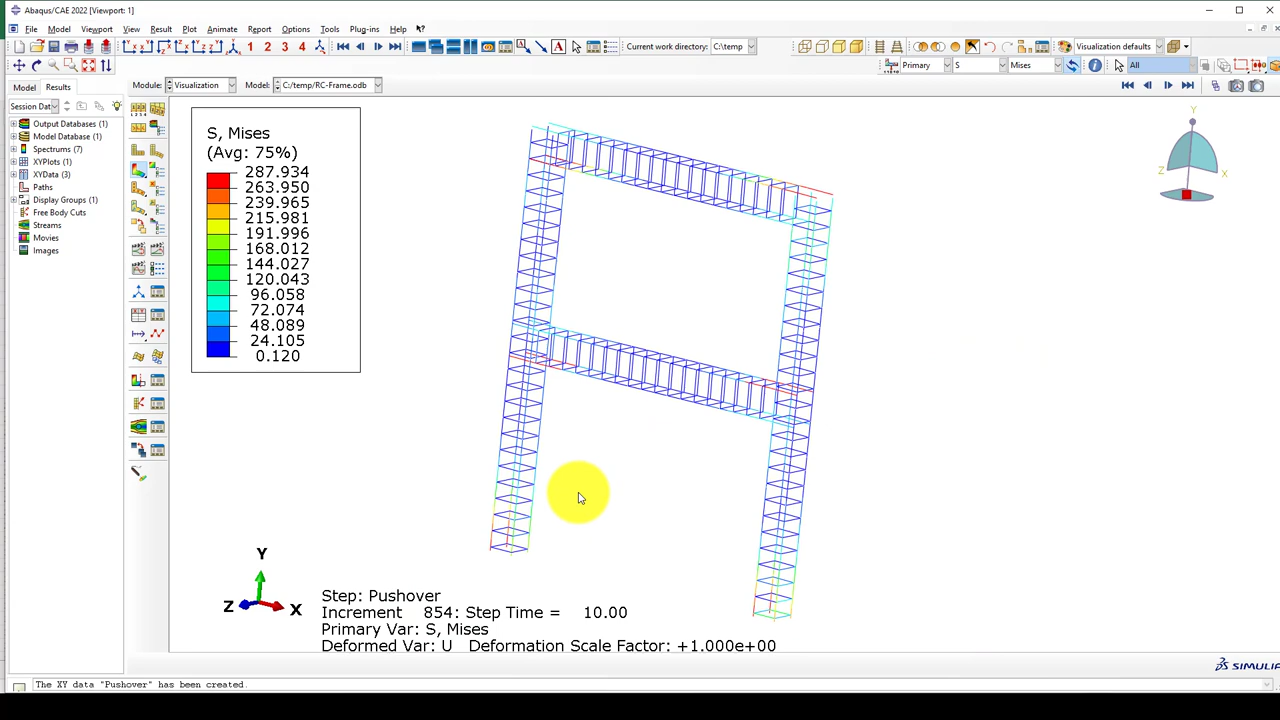 Abaqus/CAE 2022 [Viewport: 1]
File Model Viewport View Result Plot Animate Report Options Tools Plug-ins Help
1 2 3 4 Current work directory: C:\temp Visualization defaults
Primary S Mises All
Model Results Module: Visualization Model: C:/temp/RC-Frame.odb
Session Dat
Output Databases (1)
Model Database (1)
Spectrums (7)
XYPlots (1)
XYData (3)
Paths
Display Groups (1)
Free Body Cuts
Streams
Movies
Images
S, Mises
(Avg: 75%)
287.934
263.950
239.965
215.981
191.996
168.012
144.027
120.043
96.058
72.074
48.089
24.105
0.120
Y
Z X
Y
Z X
Step: Pushover
Increment 854: Step Time = 10.00
Primary Var: S, Mises
Deformed Var: U Deformation Scale Factor: +1.000e+00
SIMULIA
The XY data "Pushover" has been created.